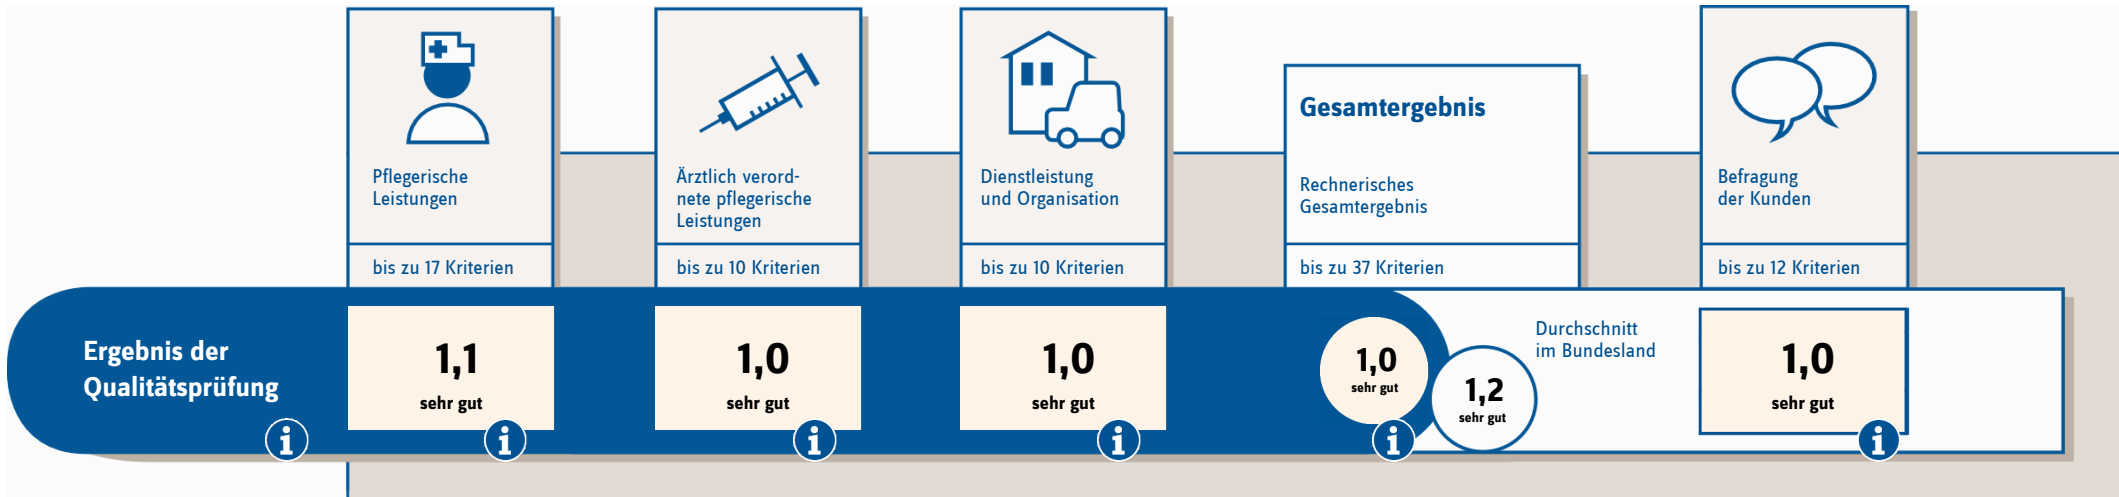 Pflegerische
Leistungen
bis zu 17 Kriterien
Ärztlich verord-
nete pflegerische
Leistungen
bis zu 10 Kriterien
Dienstleistung
und Organisation
bis zu 10 Kriterien
Gesamtergebnis
Rechnerisches
Gesamtergebnis
bis zu 37 Kriterien
Befragung
der Kunden
bis zu 12 Kriterien
Ergebnis der
Qualitätsprüfung
i
1,1
sehr gut
i
1,0
sehr gut
i
1,0
sehr gut
i
1,0
sehr gut
i
1,2
sehr gut
Durchschnitt
im Bundesland
1,0
sehr gut
i